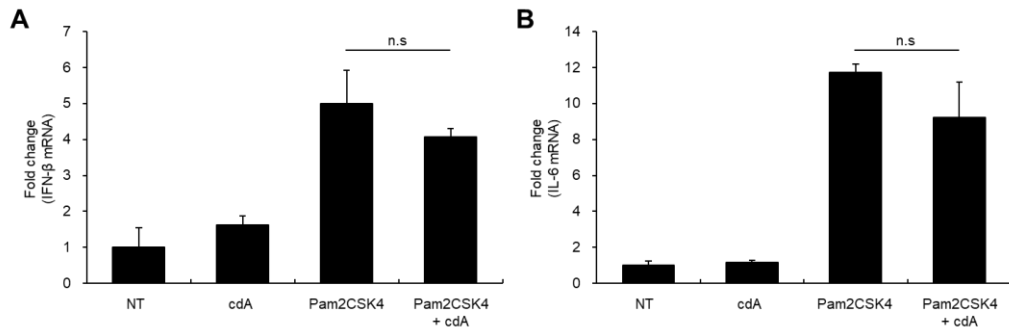 A
Fold change
(IFN-β mRNA)
7
6
5
4
3
2
1
0
n.s
NT
cdA
Pam2CSK4
Pam2CSK4
+ cdA
B
Fold change
(IL-6 mRNA)
14
12
10
8
6
4
2
0
n.s
NT
cdA
Pam2CSK4
Pam2CSK4
+ cdA